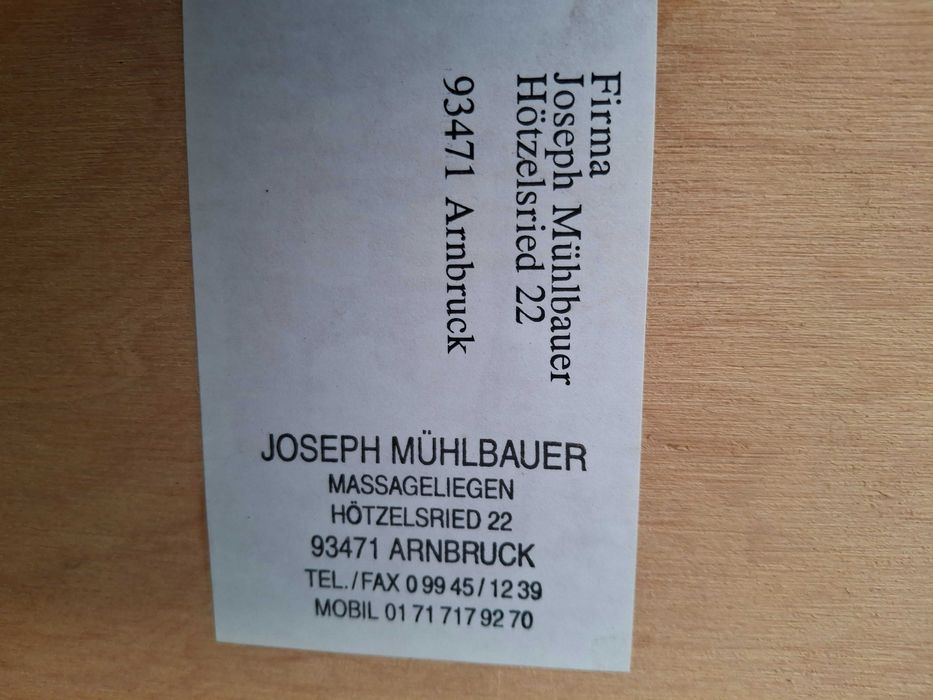 Firma
Joseph Mühlbauer
Hötzelsried 22
93471 Arnbruck
JOSEPH MÜHLBAUER
MASSAGELIEGEN
HÖTZELSRIED 22
93471 ARNBRUCK
TEL./FAX 0 99 45/12 39
MOBIL 01 71 717 92 70